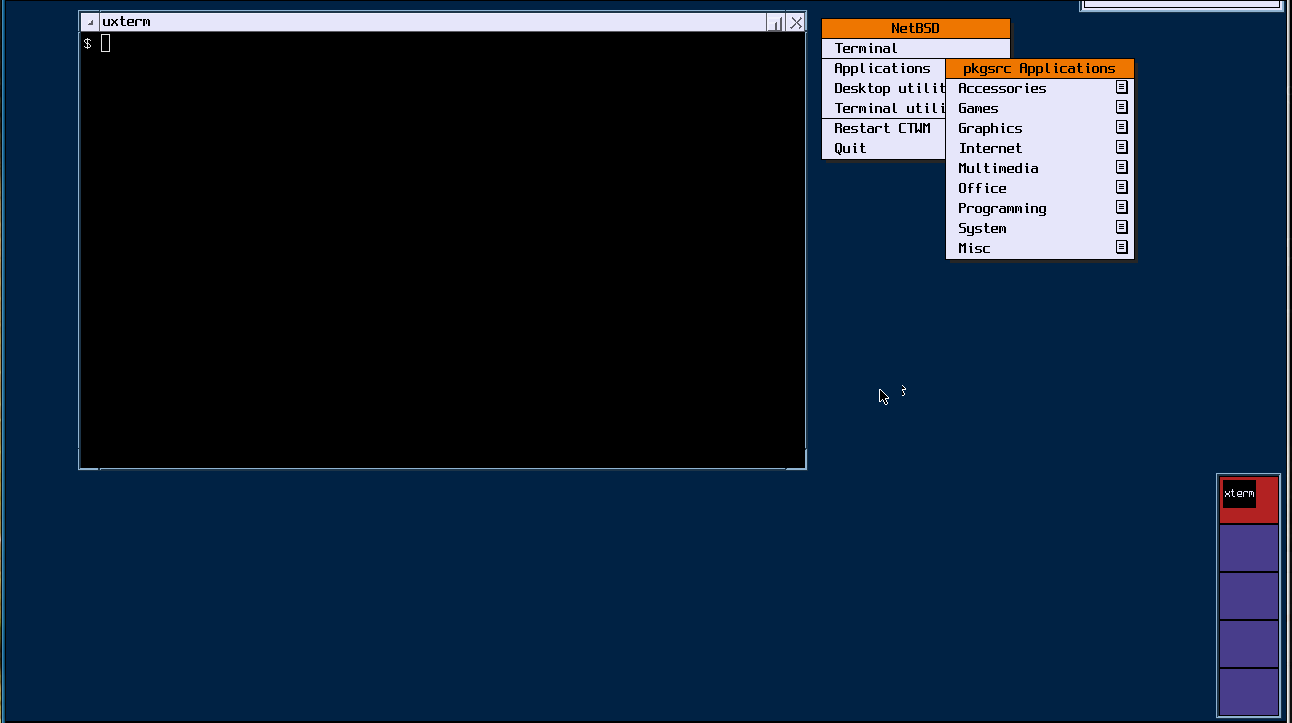 uxterm
$
NetBSD
Terminal
Applications
Desktop utilit
Terminal utili
Restart CTWM
Quit
pkgsrc Applications
Accessories
Games
Graphics
Internet
Multimedia
Office
Programming
System
Misc
xterm